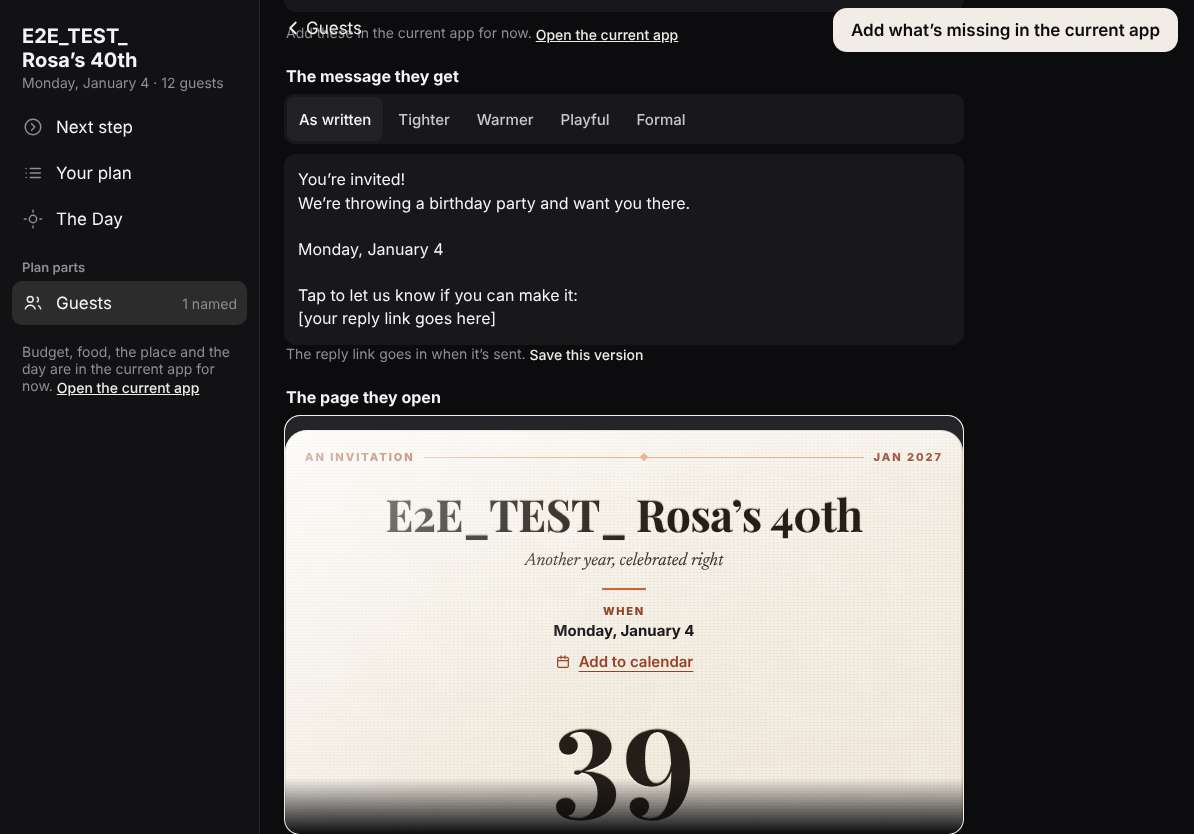 E2E_TEST_
Rosa’s 40th
Monday, January 4 · 12 guests
Next step
Your plan
The Day
Plan parts
Guests 1 named
Budget, food, the place and the
day are in the current app for
now. Open the current app
Guests
Add these in the current app for now. Open the current app
Add what’s missing in the current app
The message they get
As written Tighter Warmer Playful Formal
You’re invited!
We’re throwing a birthday party and want you there.
Monday, January 4
Tap to let us know if you can make it:
[your reply link goes here]
The reply link goes in when it’s sent. Save this version
The page they open
AN INVITATION JAN 2027
E2E_TEST_ Rosa’s 40th
Another year, celebrated right
WHEN
Monday, January 4
Add to calendar
39